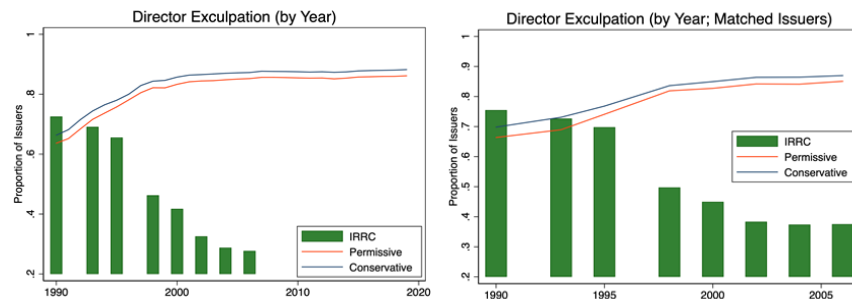 Director Exculpation (by Year)
Proportion of Issuers
1
.8
.6
.4
.2
IRRC
Permissive
Conservative
1990 2000 2010 2020
Director Exculpation (by Year; Matched Issuers)
Proportion of Issuers
1
.9
.8
.7
.6
.5
.4
.3
.2
IRRC
Permissive
Conservative
1990 1995 2000 2005